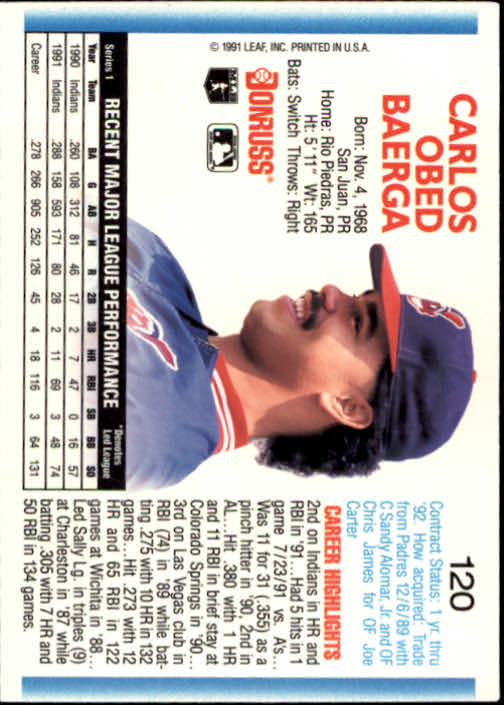 120
CARLOS
OBED
BAERGA
Born: Nov. 4, 1968
San Juan, PR
Home: Rio Piedras, PR
Ht: 5'11" Wt: 165
Bats: Switch Throws: Right
DONRUSS®
© 1991 LEAF, INC. PRINTED IN U.S.A.
Contract Status: 1 yr. thru
'92. How acquired: Trade
from Padres 12/6/89 with
C Sandy Alomar, Jr. and OF
Chris James for OF Joe
Carter
CAREER HIGHLIGHTS
2nd on Indians in HR and
RBI in '91... Had 5 hits in 1
game 7/23/91 vs. A's...
Was 11 for 31 (.355) as a
pinch hitter in '90, 2nd in
AL...Hit .380 with 1 HR
and 11 RBI in brief stay at
Colorado Springs in '90...
3rd on Las Vegas club in
RBI (74) in '89 while bat-
ting .275 with 10 HR in 132
games...Hit .273 with 12
HR and 65 RBI in 122
games at Wichita in '88...
Led Sally Lg. in triples (9)
at Charleston in '87 while
batting .305 with 7 HR and
50 RBI in 134 games.
Series 1 RECENT MAJOR LEAGUE PERFORMANCE *Denotes
Led League
Year Team BA G AB H R 2B 3B HR RBI SB BB SO
1990 Indians .260 108 312 81 46 17 2 7 47 0 16 57
1991 Indians .288 158 593 171 80 28 2 11 69 3 48 74
Career .278 266 905 252 126 45 4 18 116 3 64 131